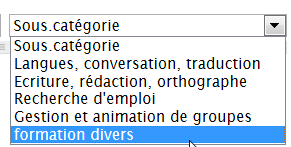 Sous.catégorie
Sous.catégorie
Langues, conversation, traduction
Ecriture, rédaction, orthographe
Recherche d'emploi
Gestion et animation de groupes
formation divers